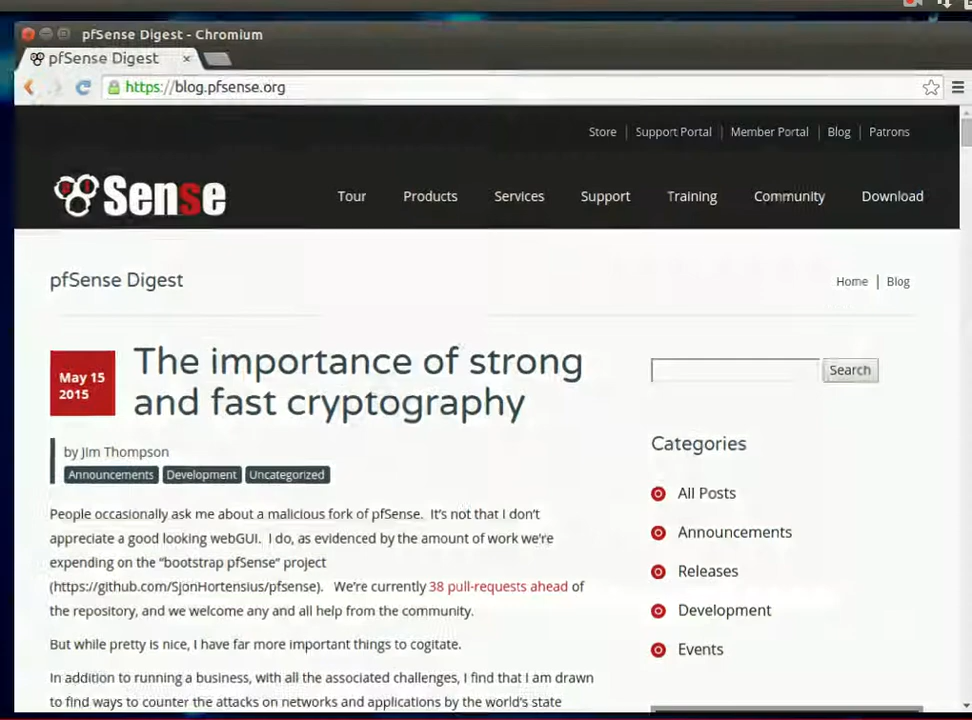 pfSense Digest - Chromium
pfSense Digest
https://blog.pfsense.org
Store
Support Portal
Member Portal
Blog
Patrons
Sense
Tour
Products
Services
Support
Training
Community
Download
pfSense Digest
Home
Blog
May 15
2015
The importance of strong
and fast cryptography
by Jim Thompson
Announcements
Development
Uncategorized
People occasionally ask me about a malicious fork of pfSense.  It's not that I don't
appreciate a good looking webGUI.  I do, as evidenced by the amount of work we're
expending on the "bootstrap pfSense" project
(https://github.com/SjonHortensius/pfsense).   We're currently 38 pull-requests ahead of
the repository, and we welcome any and all help from the community.
But while pretty is nice, I have far more important things to cogitate.
In addition to running a business, with all the associated challenges, I find that I am drawn
to find ways to counter the attacks on networks and applications by the world's state
Search
Categories
All Posts
Announcements
Releases
Development
Events